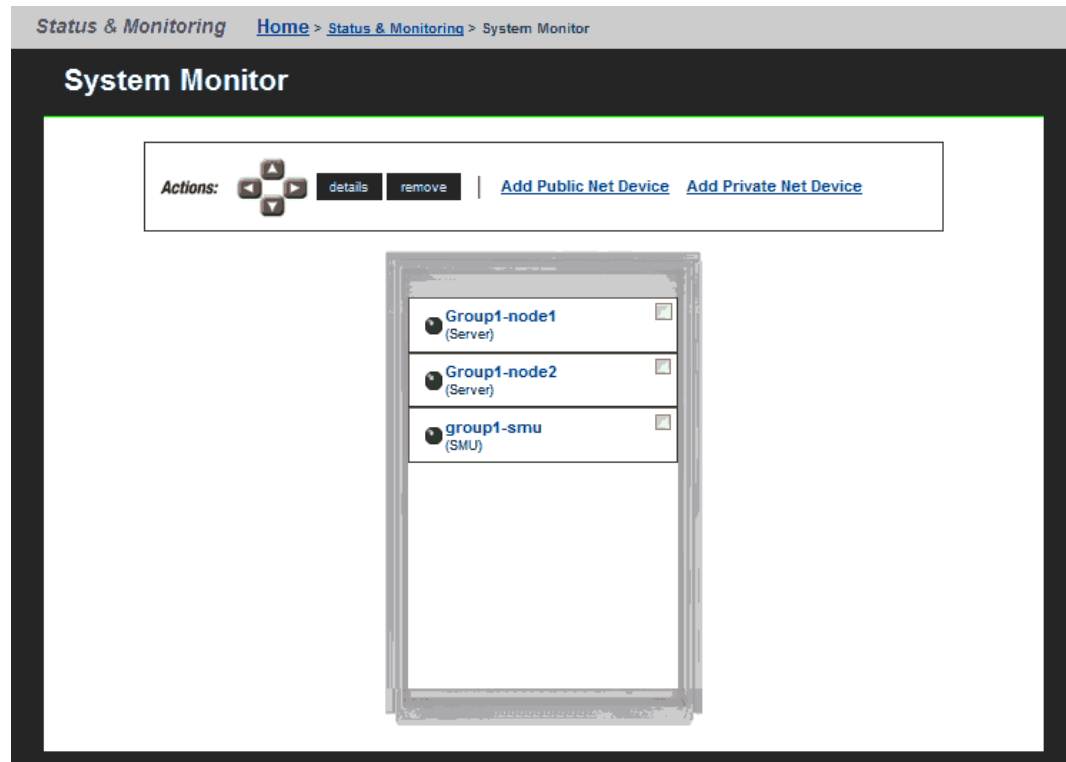 Status & Monitoring Home > Status & Monitoring > System Monitor
System Monitor
Actions: details remove | Add Public Net Device Add Private Net Device
Group1-node1
(Server)
Group1-node2
(Server)
group1-smu
(SMU)